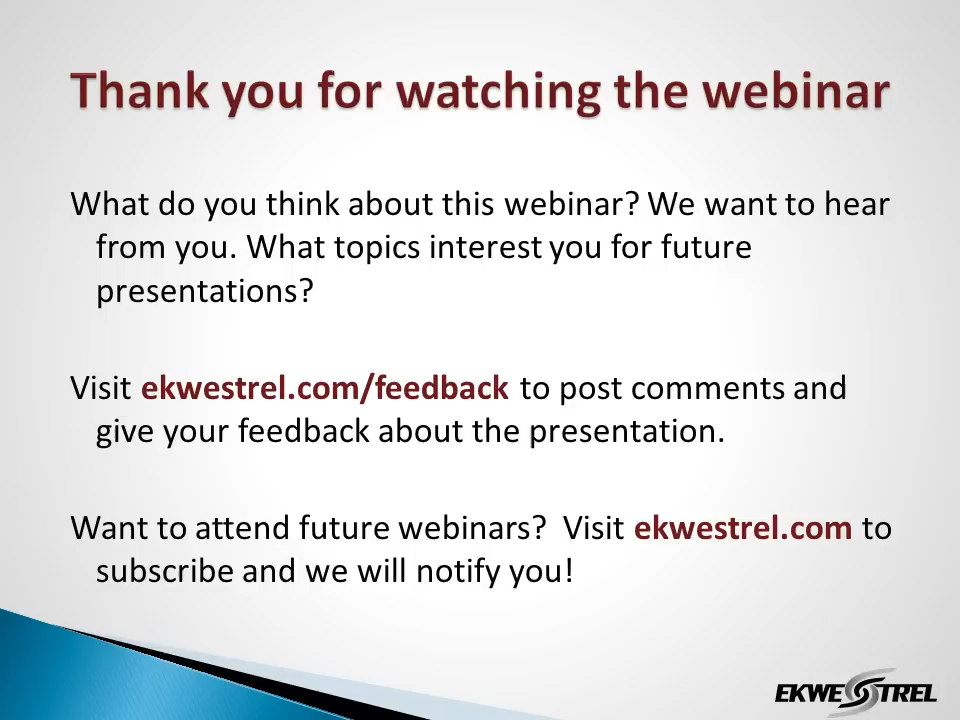 Thank you for watching the webinar
What do you think about this webinar? We want to hear
from you. What topics interest you for future
presentations?
Visit ekwestrel.com/feedback to post comments and
give your feedback about the presentation.
Want to attend future webinars?  Visit ekwestrel.com to
subscribe and we will notify you!
EKWESTREL